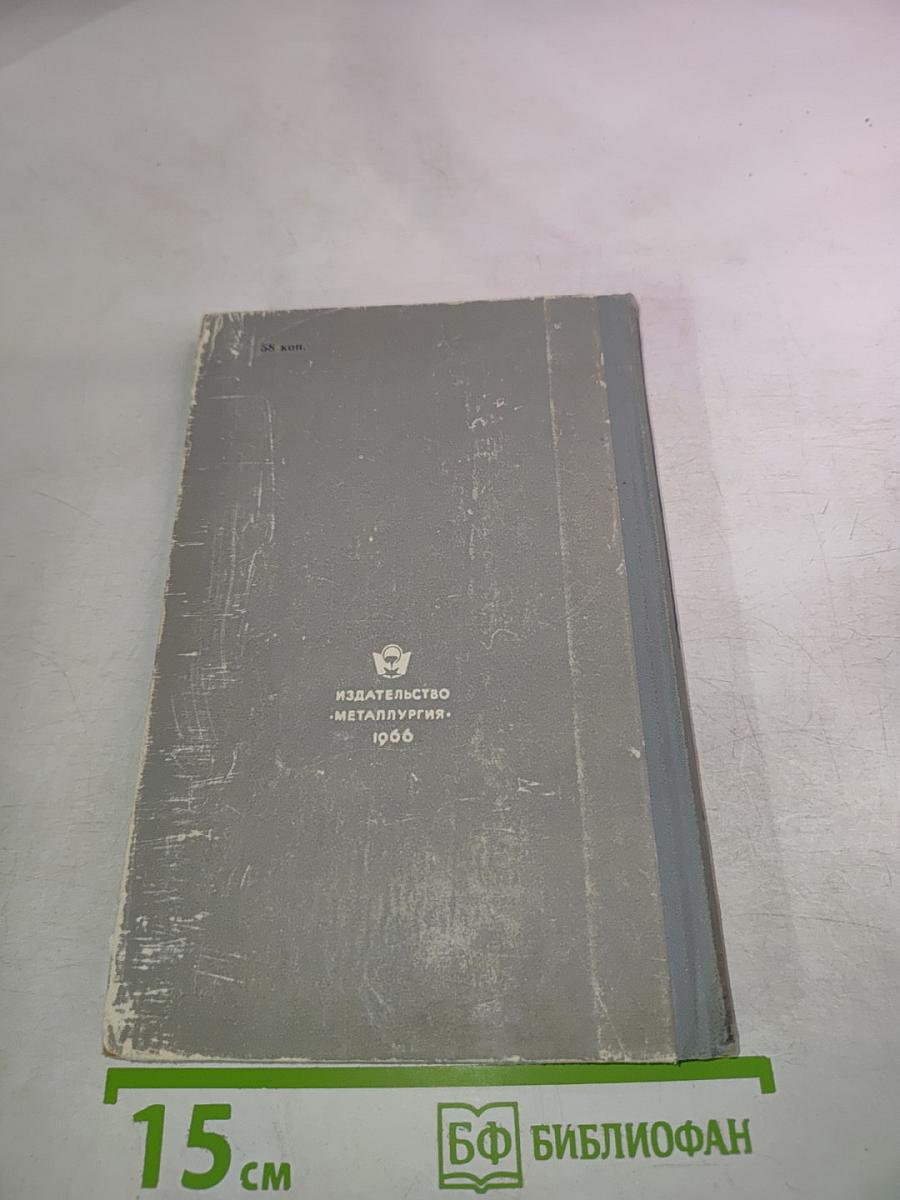 58 коп.
ИЗДАТЕЛЬСТВО
·МЕТАЛЛУРГИЯ·
1966
15 см
БФ БИБЛИОФАН